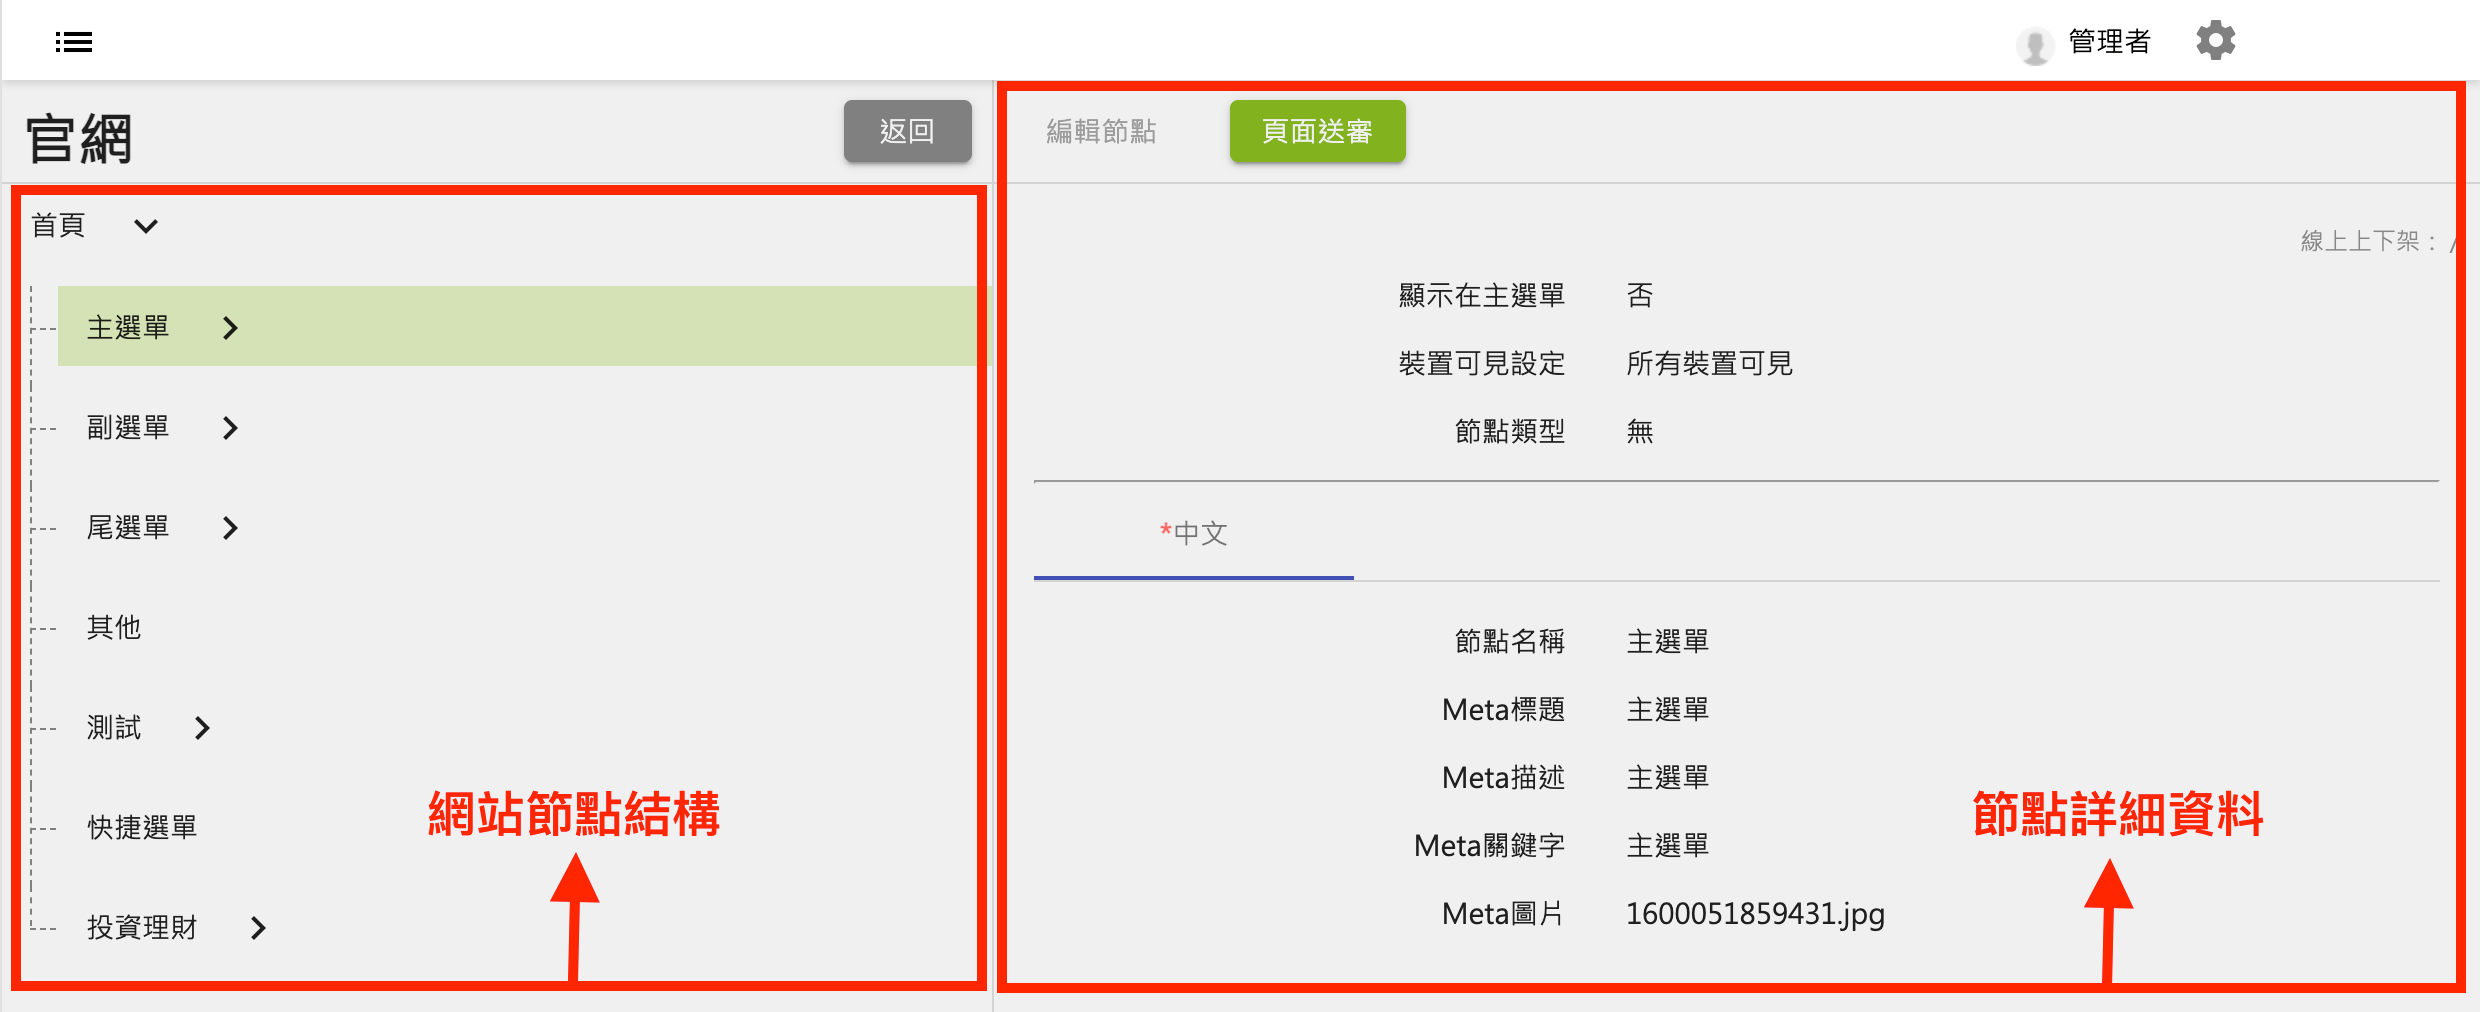 管理者
官網
返回
首頁
主選單
副選單
尾選單
其他
測試
快捷選單
投資理財
網站節點結構
編輯節點
頁面送審
線上上下架： /
顯示在主選單 否
裝置可見設定 所有裝置可見
節點類型 無
*中文
節點名稱 主選單
Meta標題 主選單
Meta描述 主選單
Meta關鍵字 主選單
Meta圖片 1600051859431.jpg
節點詳細資料